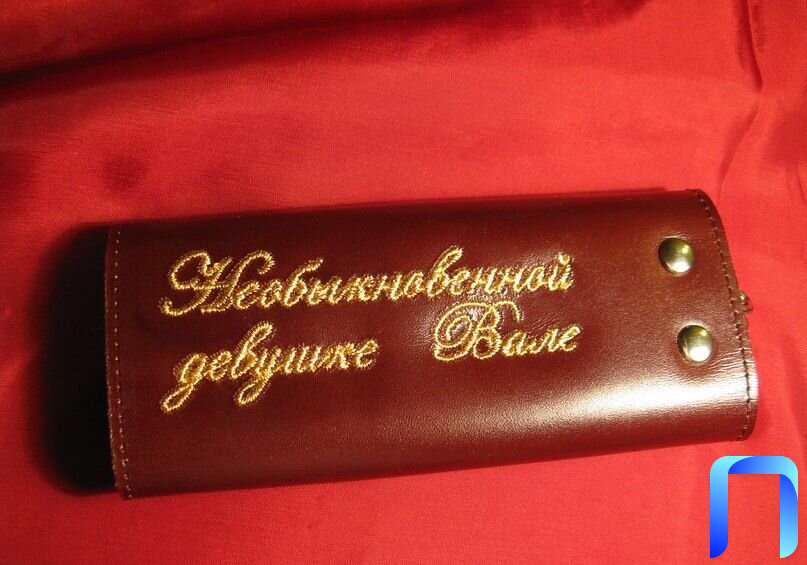 Необыкновенной
девушке Вале